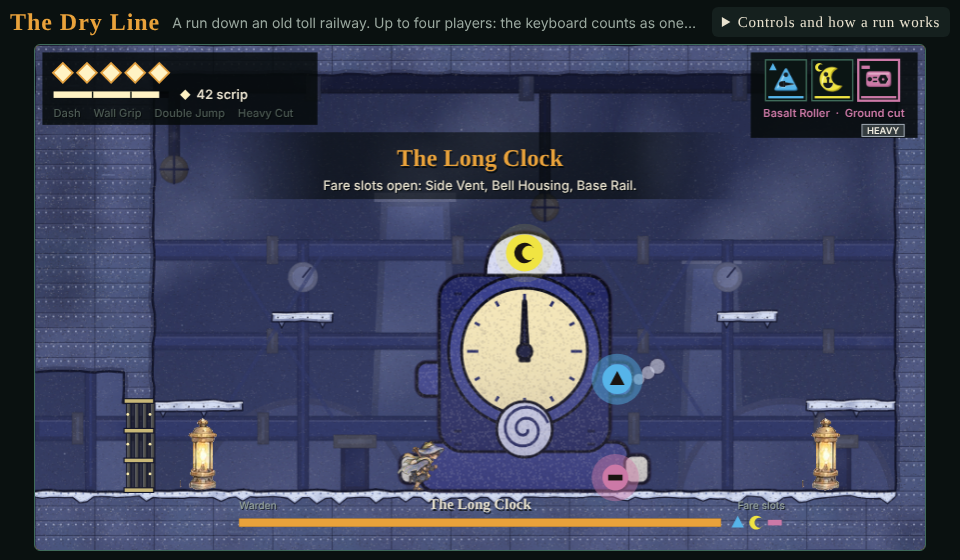 The Dry Line
A run down an old toll railway. Up to four players: the keyboard counts as one...
▶ Controls and how a run works
42 scrip
Dash Wall Grip Double Jump Heavy Cut
Basalt Roller · Ground cut
HEAVY
The Long Clock
Fare slots open: Side Vent, Bell Housing, Base Rail.
Warden
The Long Clock
Fare slots